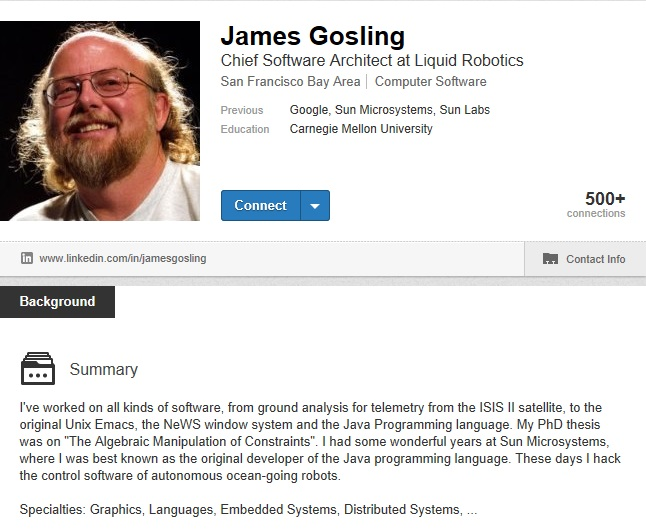 James Gosling
Chief Software Architect at Liquid Robotics
San Francisco Bay Area | Computer Software
Previous Google, Sun Microsystems, Sun Labs
Education Carnegie Mellon University
Connect
500+
connections
in www.linkedin.com/in/jamesgosling
Contact Info
Background
Summary
I've worked on all kinds of software, from ground analysis for telemetry from the ISIS II satellite, to the
original Unix Emacs, the NeWS window system and the Java Programming language. My PhD thesis
was on "The Algebraic Manipulation of Constraints". I had some wonderful years at Sun Microsystems,
where I was best known as the original developer of the Java programming language. These days I hack
the control software of autonomous ocean-going robots.
Specialties: Graphics, Languages, Embedded Systems, Distributed Systems, ...